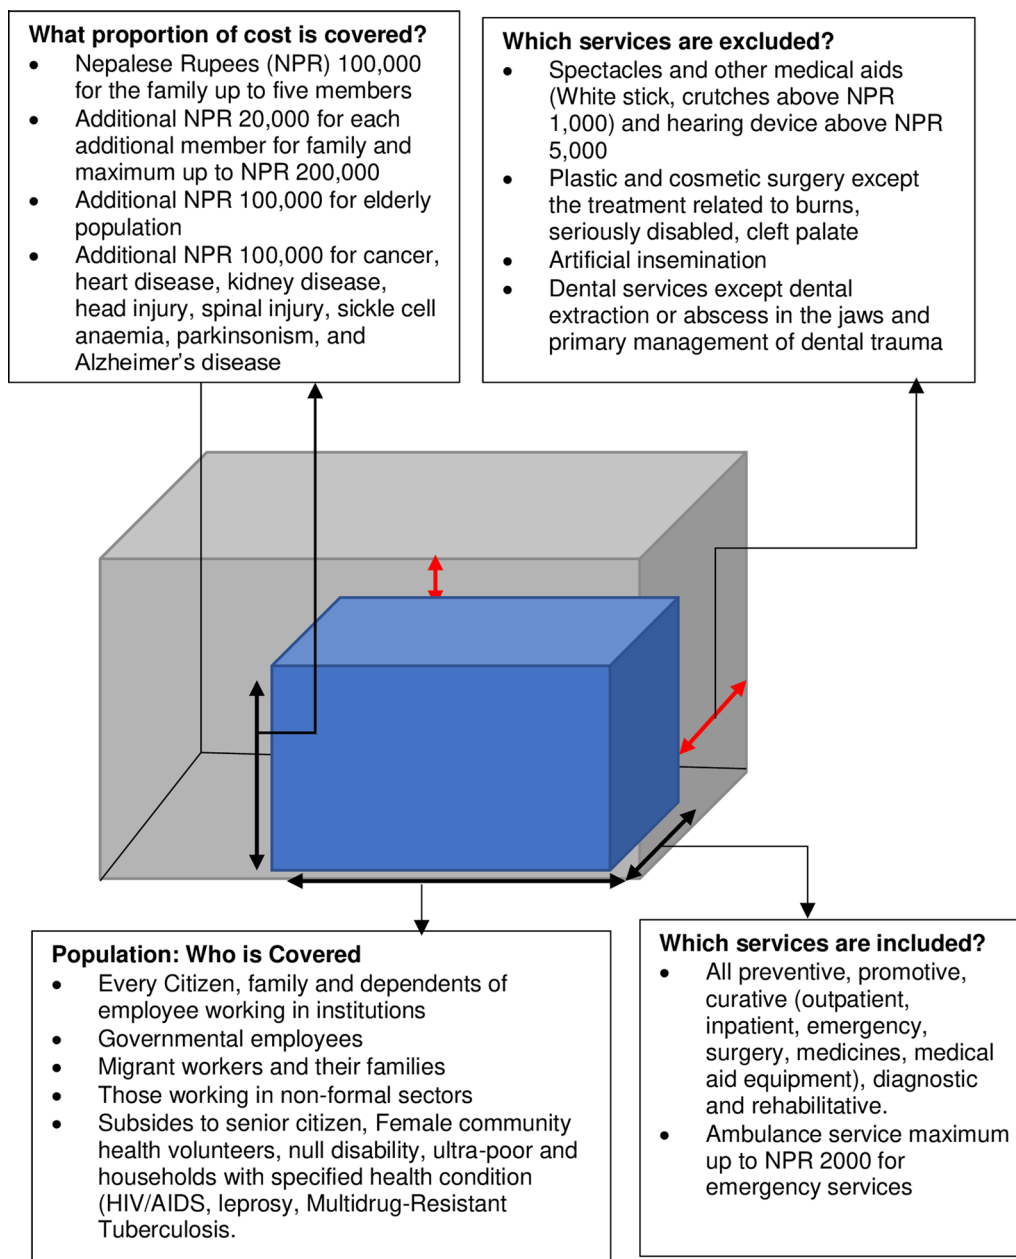 What proportion of cost is covered?
• Nepalese Rupees (NPR) 100,000
for the family up to five members
• Additional NPR 20,000 for each
additional member for family and
maximum up to NPR 200,000
• Additional NPR 100,000 for elderly
population
• Additional NPR 100,000 for cancer,
heart disease, kidney disease,
head injury, spinal injury, sickle cell
anaemia, parkinsonism, and
Alzheimer's disease
Which services are excluded?
• Spectacles and other medical aids
(White stick, crutches above NPR
1,000) and hearing device above NPR
5,000
• Plastic and cosmetic surgery except
the treatment related to burns,
seriously disabled, cleft palate
• Artificial insemination
• Dental services except dental
extraction or abscess in the jaws and
primary management of dental trauma
Population: Who is Covered
• Every Citizen, family and dependents of
employee working in institutions
• Governmental employees
• Migrant workers and their families
• Those working in non-formal sectors
• Subsides to senior citizen, Female community
health volunteers, null disability, ultra-poor and
households with specified health condition
(HIV/AIDS, leprosy, Multidrug-Resistant
Tuberculosis.
Which services are included?
• All preventive, promotive,
curative (outpatient,
inpatient, emergency,
surgery, medicines, medical
aid equipment), diagnostic
and rehabilitative.
• Ambulance service maximum
up to NPR 2000 for
emergency services